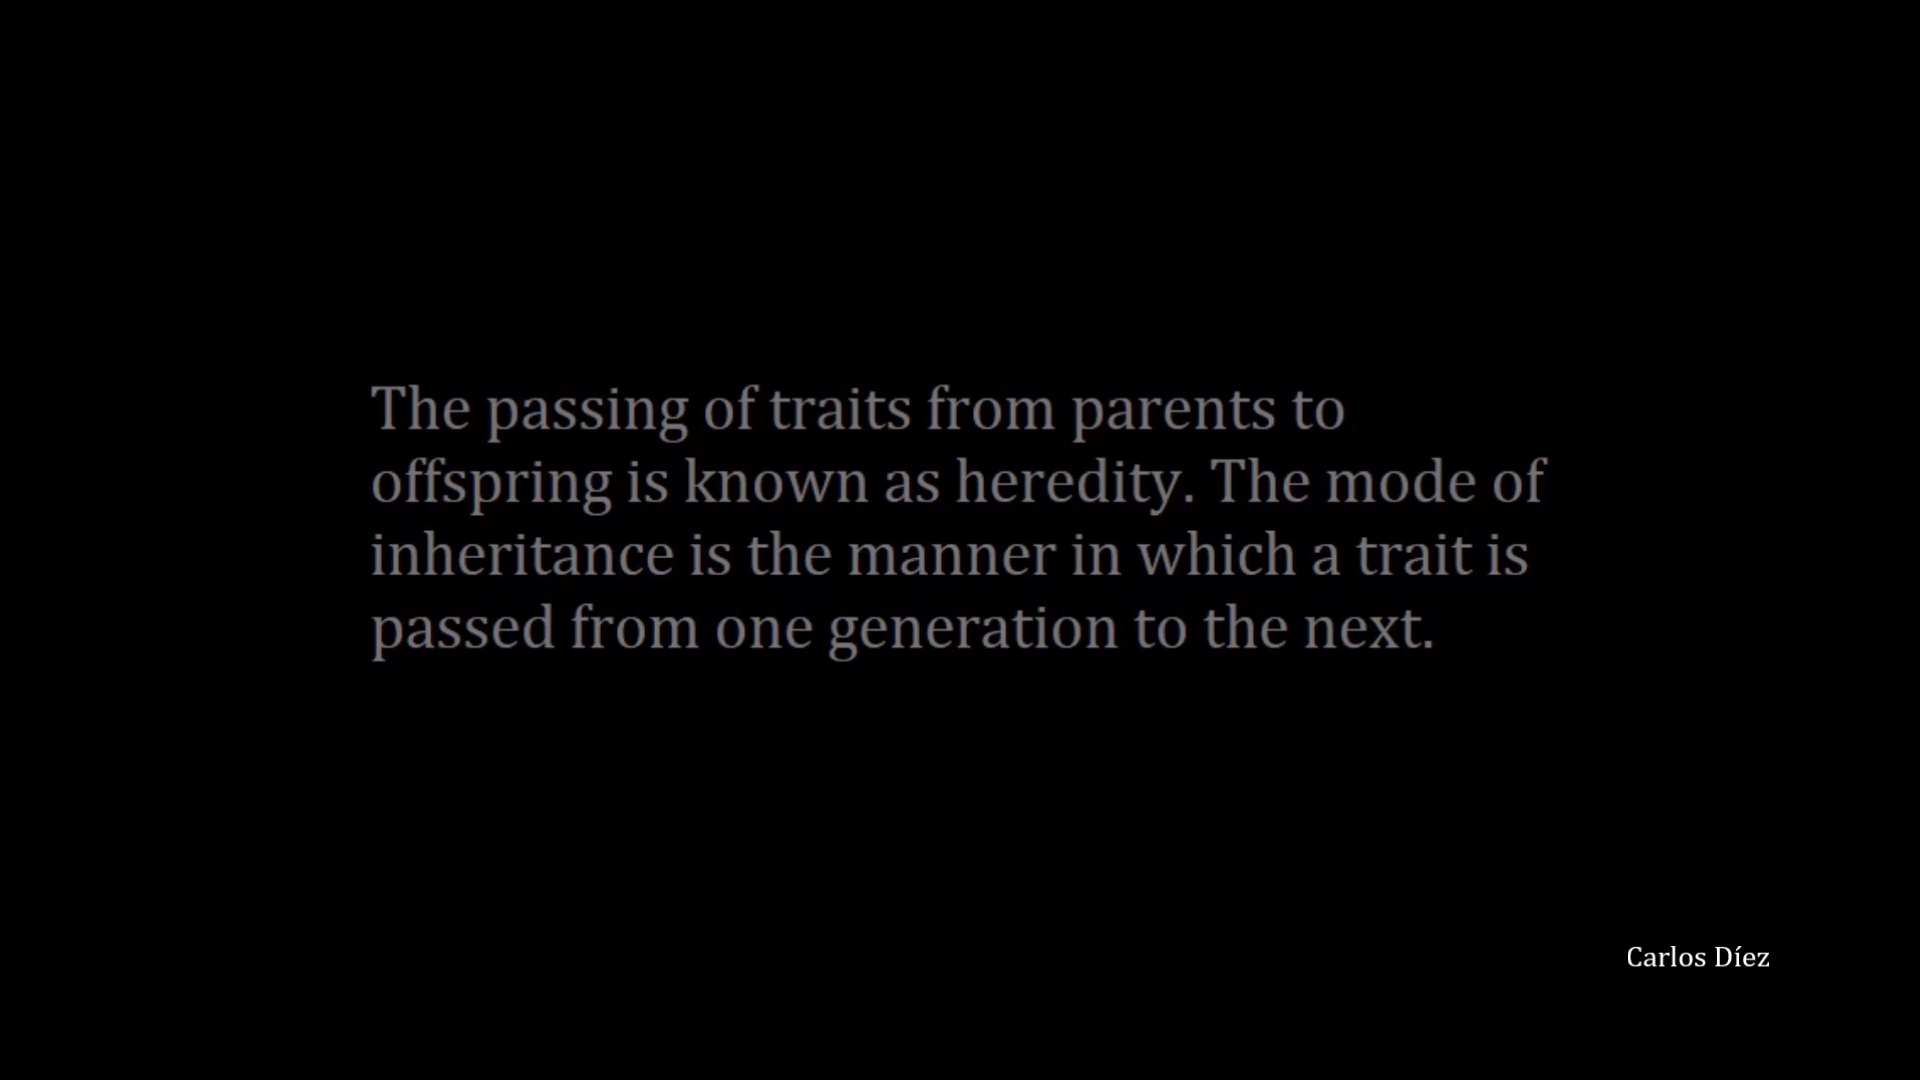 The passing of traits from parents to
offspring is known as heredity. The mode of
inheritance is the manner in which a trait is
passed from one generation to the next.
Carlos Díez